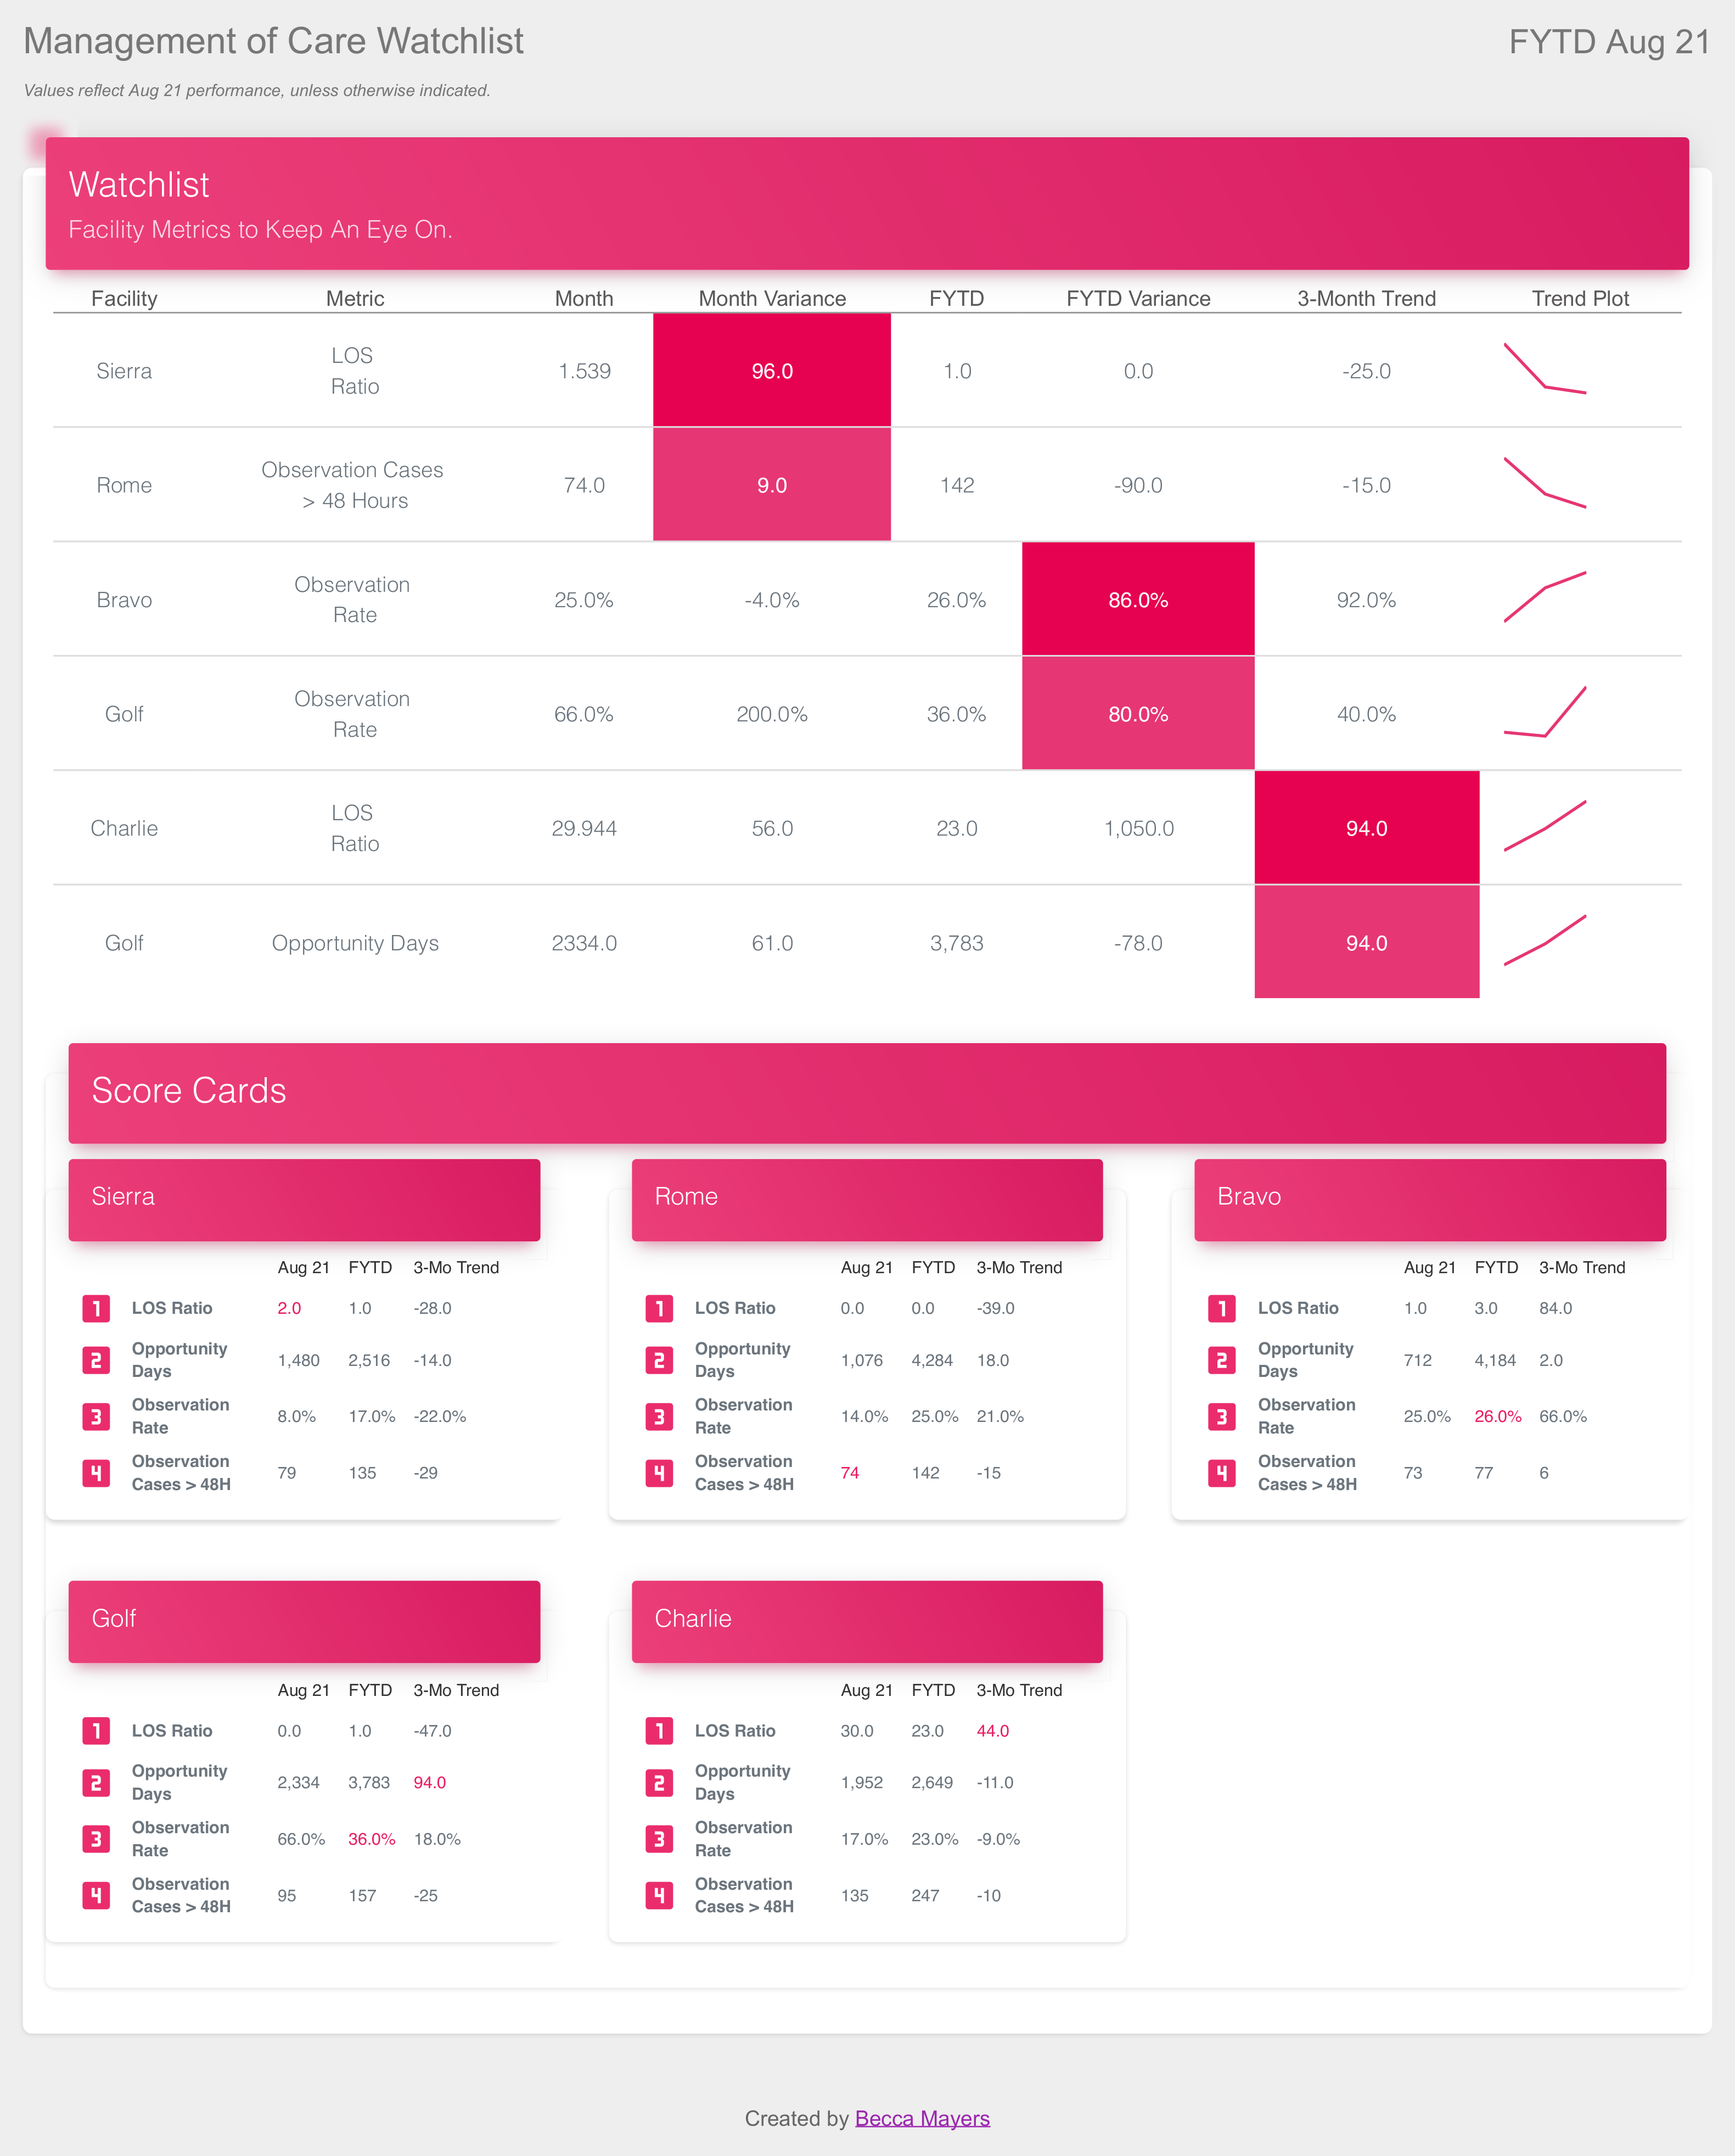 Management of Care Watchlist
FYTD Aug 21
Values reflect Aug 21 performance, unless otherwise indicated.
Watchlist
Facility Metrics to Keep An Eye On.
Facility Metric Month Month Variance FYTD FYTD Variance 3-Month Trend Trend Plot
Sierra LOS Ratio 1.539 96.0 1.0 0.0 -25.0
Rome Observation Cases > 48 Hours 74.0 9.0 142 -90.0 -15.0
Bravo Observation Rate 25.0% -4.0% 26.0% 86.0% 92.0%
Golf Observation Rate 66.0% 200.0% 36.0% 80.0% 40.0%
Charlie LOS Ratio 29.944 56.0 23.0 1,050.0 94.0
Golf Opportunity Days 2334.0 61.0 3,783 -78.0 94.0
Score Cards
Sierra
Aug 21 FYTD 3-Mo Trend
1 LOS Ratio 2.0 1.0 -28.0
2 Opportunity Days 1,480 2,516 -14.0
3 Observation Rate 8.0% 17.0% -22.0%
4 Observation Cases > 48H 79 135 -29
Rome
Aug 21 FYTD 3-Mo Trend
1 LOS Ratio 0.0 0.0 -39.0
2 Opportunity Days 1,076 4,284 18.0
3 Observation Rate 14.0% 25.0% 21.0%
4 Observation Cases > 48H 74 142 -15
Bravo
Aug 21 FYTD 3-Mo Trend
1 LOS Ratio 1.0 3.0 84.0
2 Opportunity Days 712 4,184 2.0
3 Observation Rate 25.0% 26.0% 66.0%
4 Observation Cases > 48H 73 77 6
Golf
Aug 21 FYTD 3-Mo Trend
1 LOS Ratio 0.0 1.0 -47.0
2 Opportunity Days 2,334 3,783 94.0
3 Observation Rate 66.0% 36.0% 18.0%
4 Observation Cases > 48H 95 157 -25
Charlie
Aug 21 FYTD 3-Mo Trend
1 LOS Ratio 30.0 23.0 44.0
2 Opportunity Days 1,952 2,649 -11.0
3 Observation Rate 17.0% 23.0% -9.0%
4 Observation Cases > 48H 135 247 -10
Created by Becca Mayers